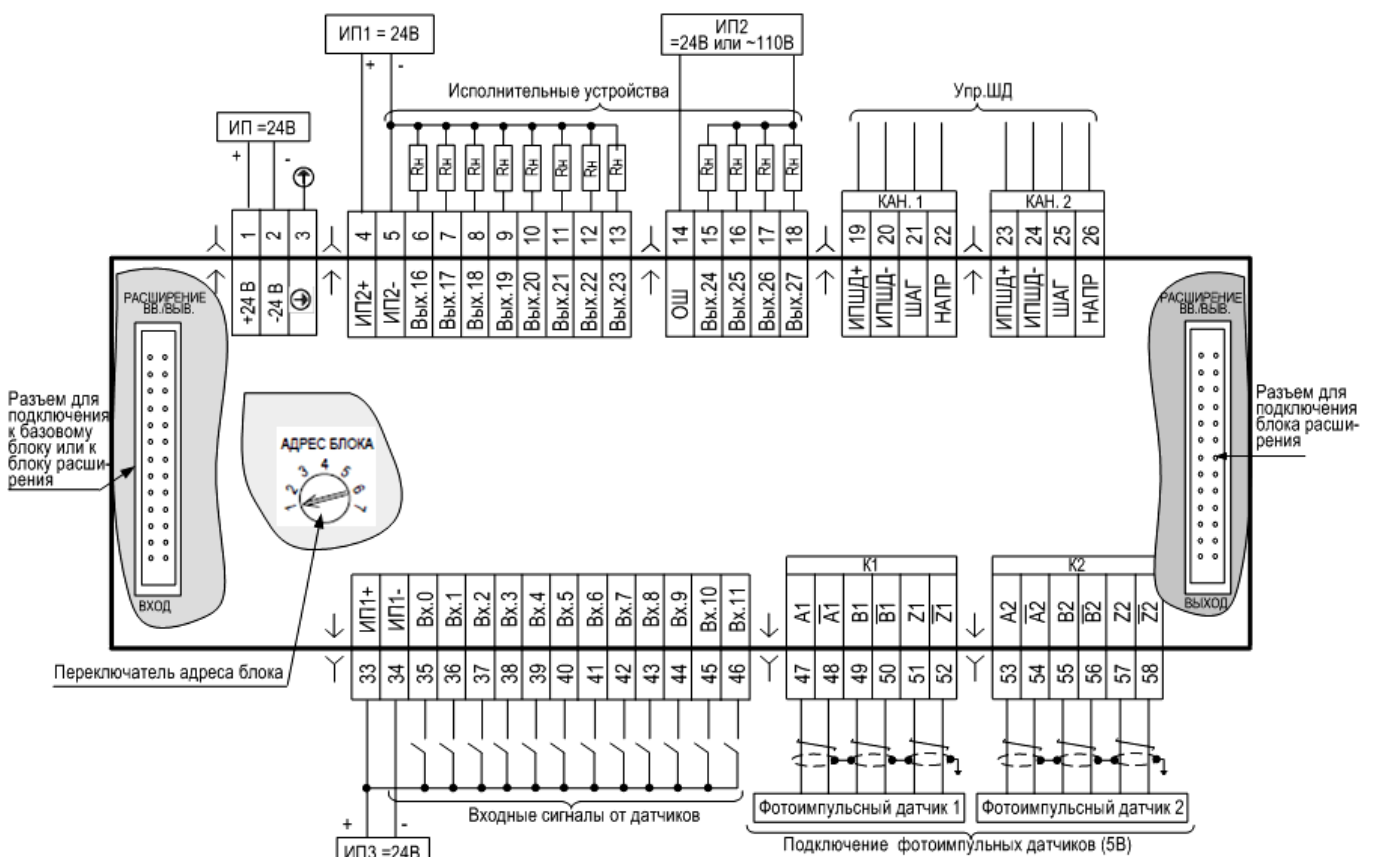 ИП1 = 24В
ИП2
=24В или ~110В
+ -
Исполнительные устройства
Упр.ШД
ИП =24В
+ -
Rн Rн Rн Rн Rн Rн Rн Rн
Rн Rн Rн Rн
КАН. 1
КАН. 2
1 2 3
4 5 6 7 8 9 10 11 12 13
14 15 16 17 18
19 20 21 22
23 24 25 26
+24 В
-24 В
ИП2+
ИП2-
Вых.16
Вых.17
Вых.18
Вых.19
Вых.20
Вых.21
Вых.22
Вых.23
ОШ
Вых.24
Вых.25
Вых.26
Вых.27
ИПШД+
ИПШД-
ШАГ
НАПР
ИПШД+
ИПШД-
ШАГ
НАПР
РАСШИРЕНИЕ
ВВ./ВЫВ.
РАСШИРЕНИЕ
ВВ./ВЫВ.
Разъем для
подключения
к базовому
блоку или к
блоку расши-
рения
Разъем для
подключения
блока расши-
рения
АДРЕС БЛОКА
1 2 3 4 5 6 7
ВХОД
ВЫХОД
Переключатель адреса блока
ИП1+
ИП1-
Вх.0
Вх.1
Вх.2
Вх.3
Вх.4
Вх.5
Вх.6
Вх.7
Вх.8
Вх.9
Вх.10
Вх.11
К1
A1
A̅1̅
B1
B̅1̅
Z1
Z̅1̅
К2
A2
A̅2̅
B2
B̅2̅
Z2
Z̅2̅
33 34 35 36 37 38 39 40 41 42 43 44 45 46
47 48 49 50 51 52
53 54 55 56 57 58
Входные сигналы от датчиков
Фотоимпульсный датчик 1
Фотоимпульсный датчик 2
+ -
ИП3 =24В
Подключение фотоимпульных датчиков (5В)